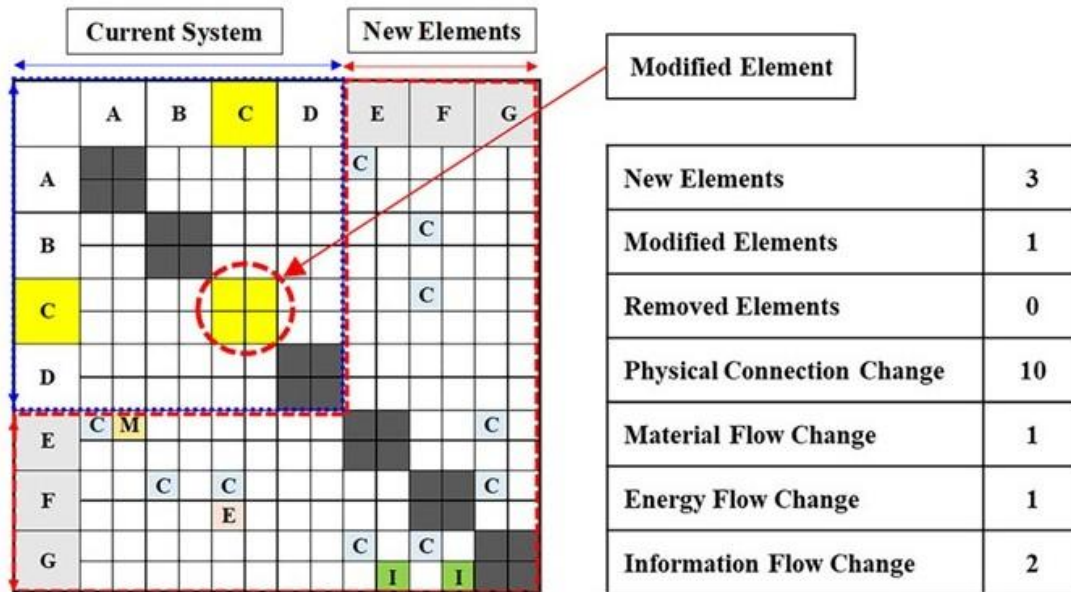 Current System
New Elements
Modified Element
A B C D E F G
A C
B C
C C
D
E C M C
F C C C
E
G C C
I I
New Elements 3
Modified Elements 1
Removed Elements 0
Physical Connection Change 10
Material Flow Change 1
Energy Flow Change 1
Information Flow Change 2